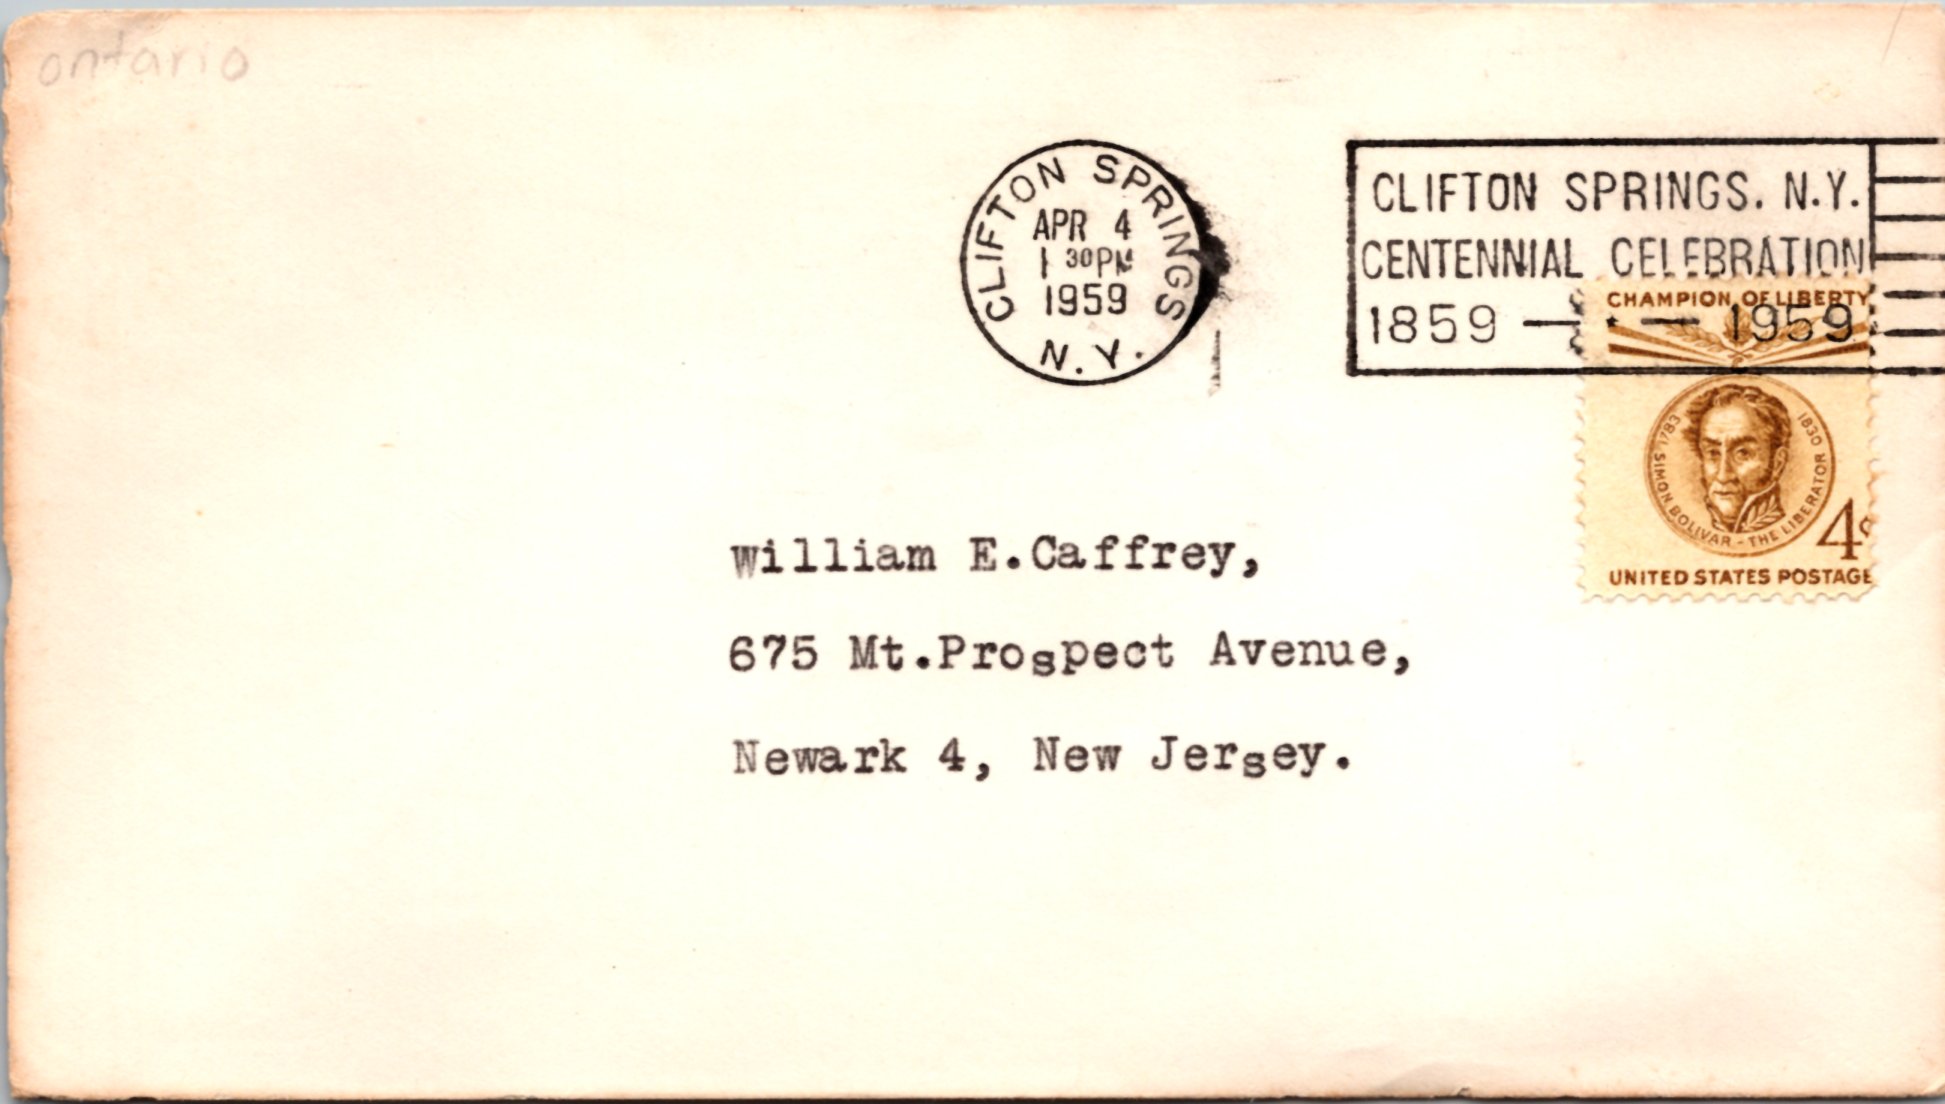 ontario
CLIFTON SPRINGS
APR 4
1 30PM
1959
N.Y.
CLIFTON SPRINGS, N.Y.
CENTENNIAL CELEBRATION
1859 — ★ — 1959
CHAMPION OF LIBERTY
1783 SIMON BOLIVAR - THE LIBERATOR 1830
4¢
UNITED STATES POSTAGE
William E.Caffrey,
675 Mt.Prospect Avenue,
Newark 4, New Jersey.